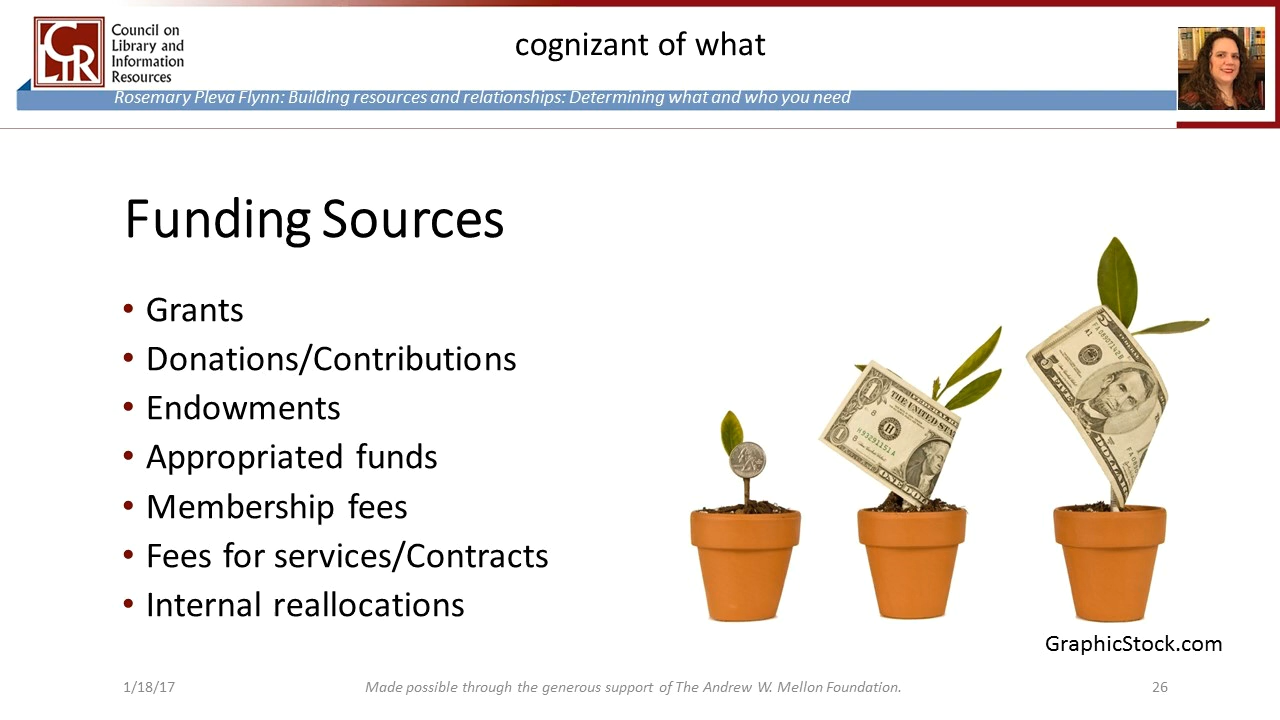 Council on
Library and
Information
Resources
CLIR
cognizant of what
Rosemary Pleva Flynn: Building resources and relationships: Determining what and who you need
Funding Sources
• Grants
• Donations/Contributions
• Endowments
• Appropriated funds
• Membership fees
• Fees for services/Contracts
• Internal reallocations
GraphicStock.com
1/18/17
Made possible through the generous support of The Andrew W. Mellon Foundation.
26